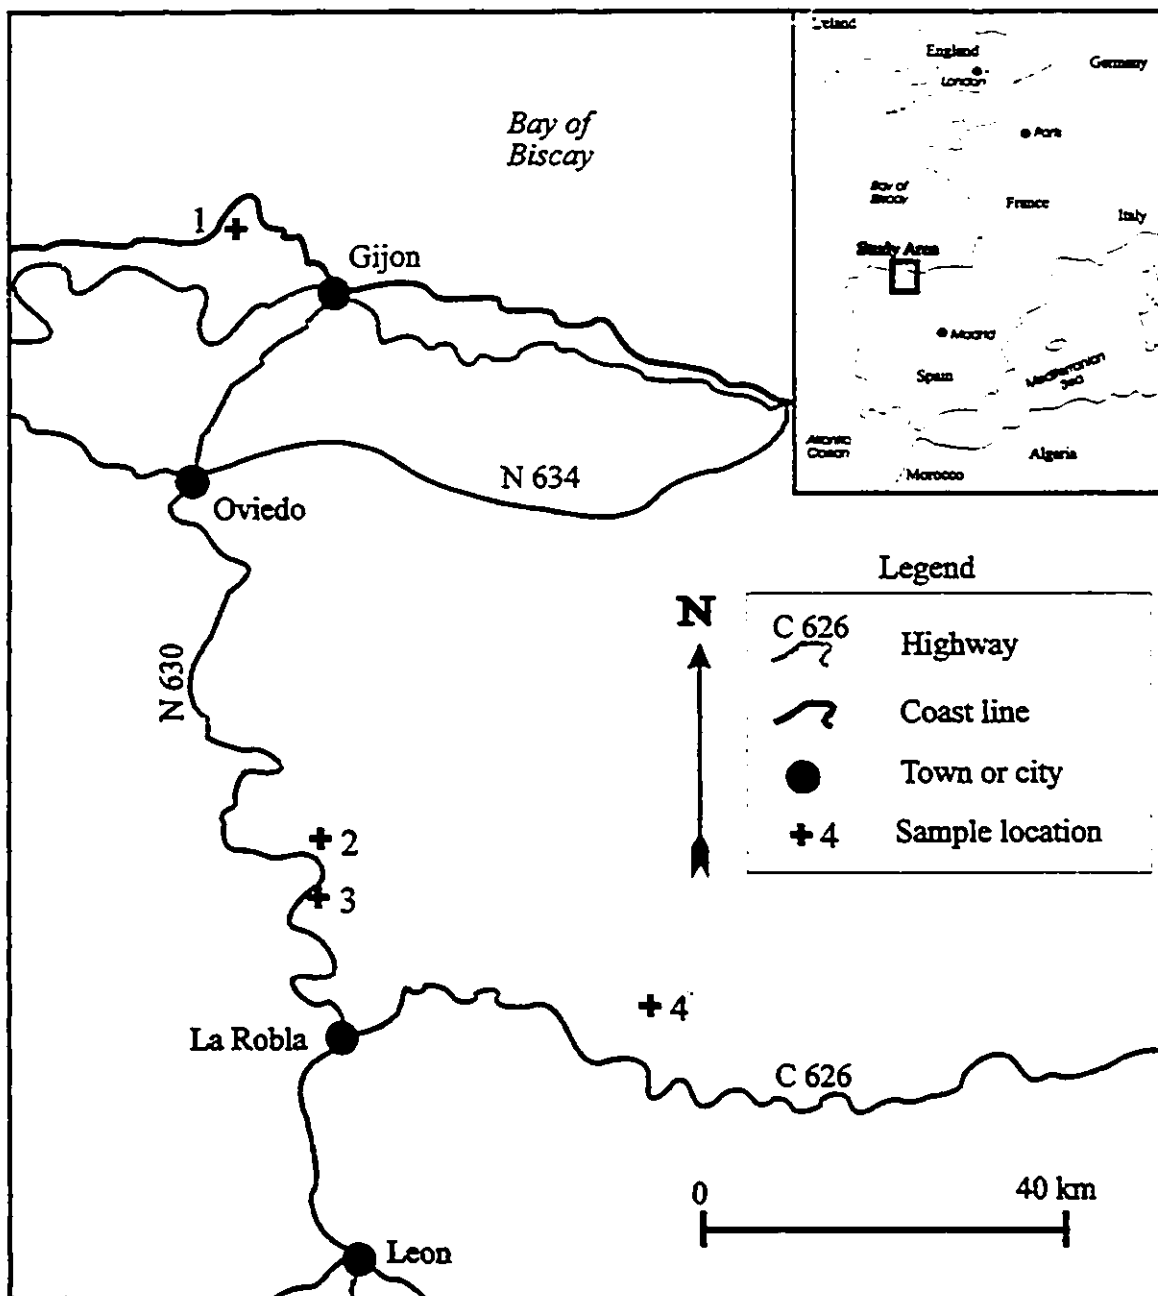 Bay of
Biscay
1
Gijon
N 634
Oviedo
N 630
2
3
4
La Robla
C 626
Leon
0 40 km
N
Legend
C 626
Highway
Coast line
Town or city
4 Sample location
England
London
Germany
Paris
Bay of
Biscay
France
Italy
Study Area
Madrid
Spain
Mediterranian
Sea
Atlantic
Ocean
Algeria
Morocco